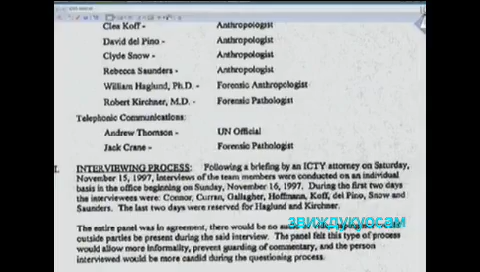 Clea Koff - Anthropologist
David del Pino - Anthropologist
Clyde Snow - Anthropologist
Rebecca Saunders - Anthropologist
William Haglund, Ph.D. - Forensic Anthropologist
Robert Kirchner, M.D. - Forensic Pathologist
Telephonic Communications:
Andrew Thomson - UN Official
Jack Crane - Forensic Pathologist
I. INTERVIEWING PROCESS: Following a briefing by an ICTY attorney on Saturday,
November 15, 1997, interviews of the team members were conducted on an individual
basis in the office beginning on Sunday, November 16, 1997. During the first two days
the interviewees were: Connor, Curran, Gallagher, Hoffmann, Koff, del Pino, Snow and
Saunders. The last two days were reserved for Haglund and Kirchner.
ЗВИЖДУКОСАМ
The entire panel was in agreement, there would be no
outside parties be present during the said interview. The panel felt this type of process
would allow more informality, prevent guarding of commentary, and the person
interviewed would be more candid during the questioning process.